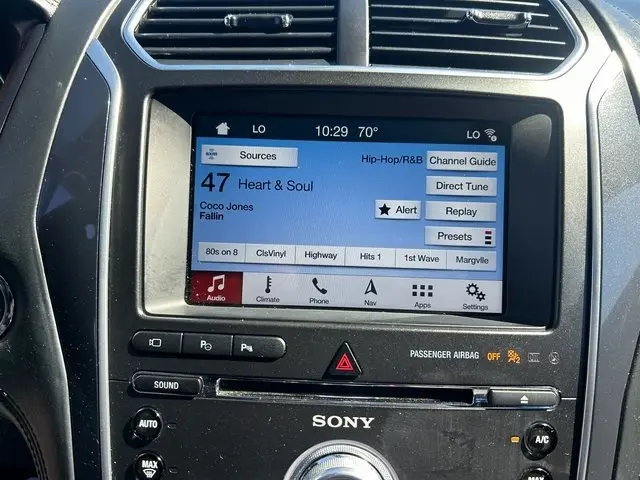 LO 10:29 70° LO
Sources
Hip-Hop/R&B
Channel Guide
47 Heart & Soul
Direct Tune
Coco Jones
Fallin
Alert
Replay
Presets
80s on 8 ClsVinyl Highway Hits 1 1st Wave Margvlle
Audio Climate Phone Nav Apps Settings
PASSENGER AIRBAG OFF
SOUND
SONY
AUTO
A/C
MAX
MAX